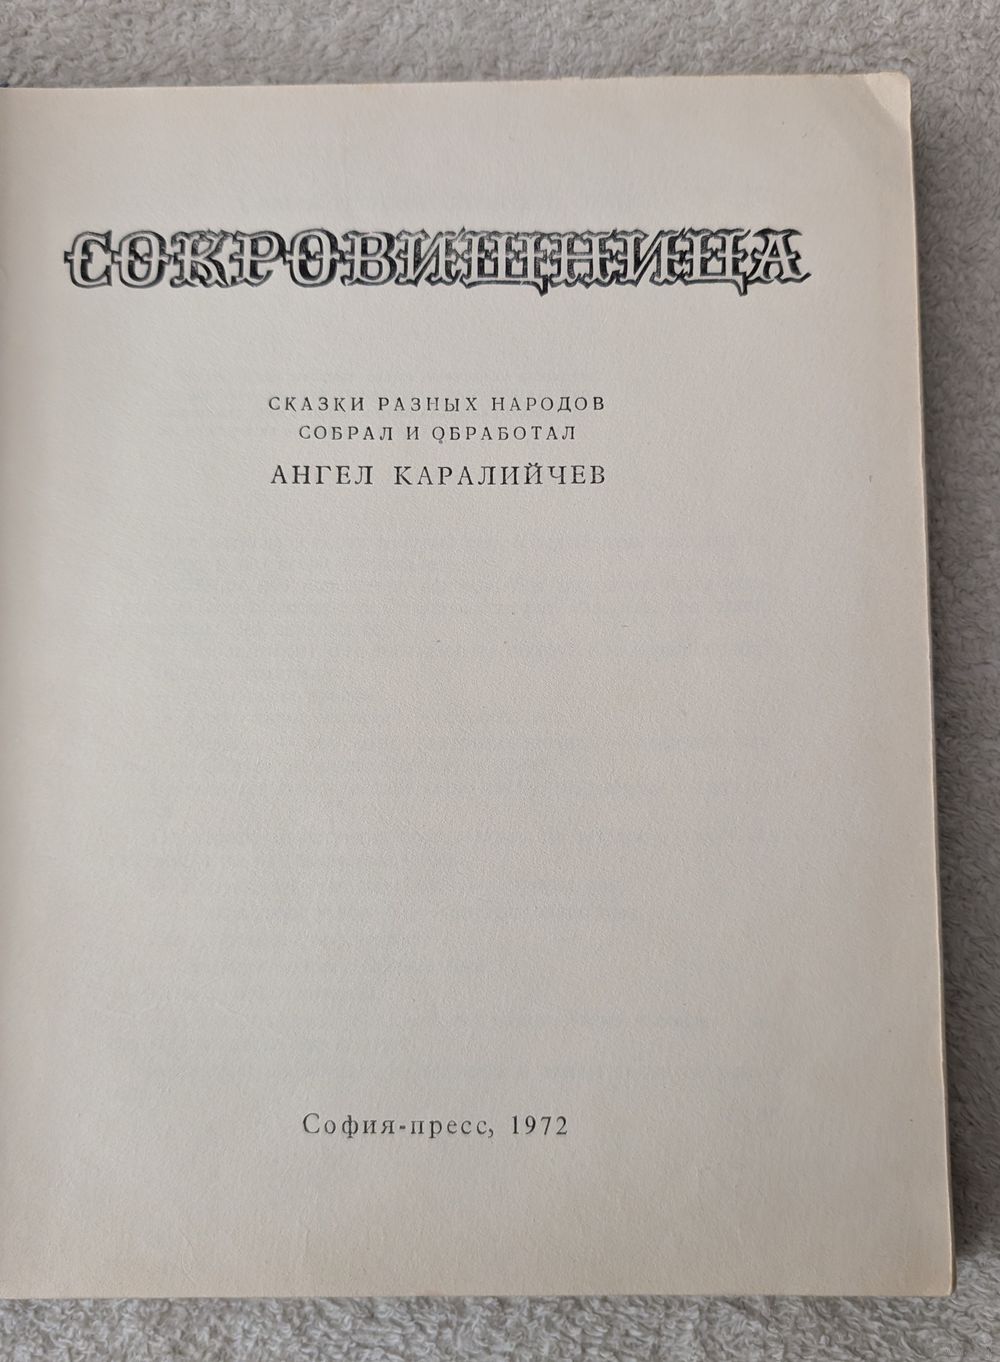 СОКРОВИЩНИЦА
СКАЗКИ РАЗНЫХ НАРОДОВ
СОБРАЛ И ОБРАБОТАЛ
АНГЕЛ КАРАЛИЙЧЕВ
София-пресс, 1972